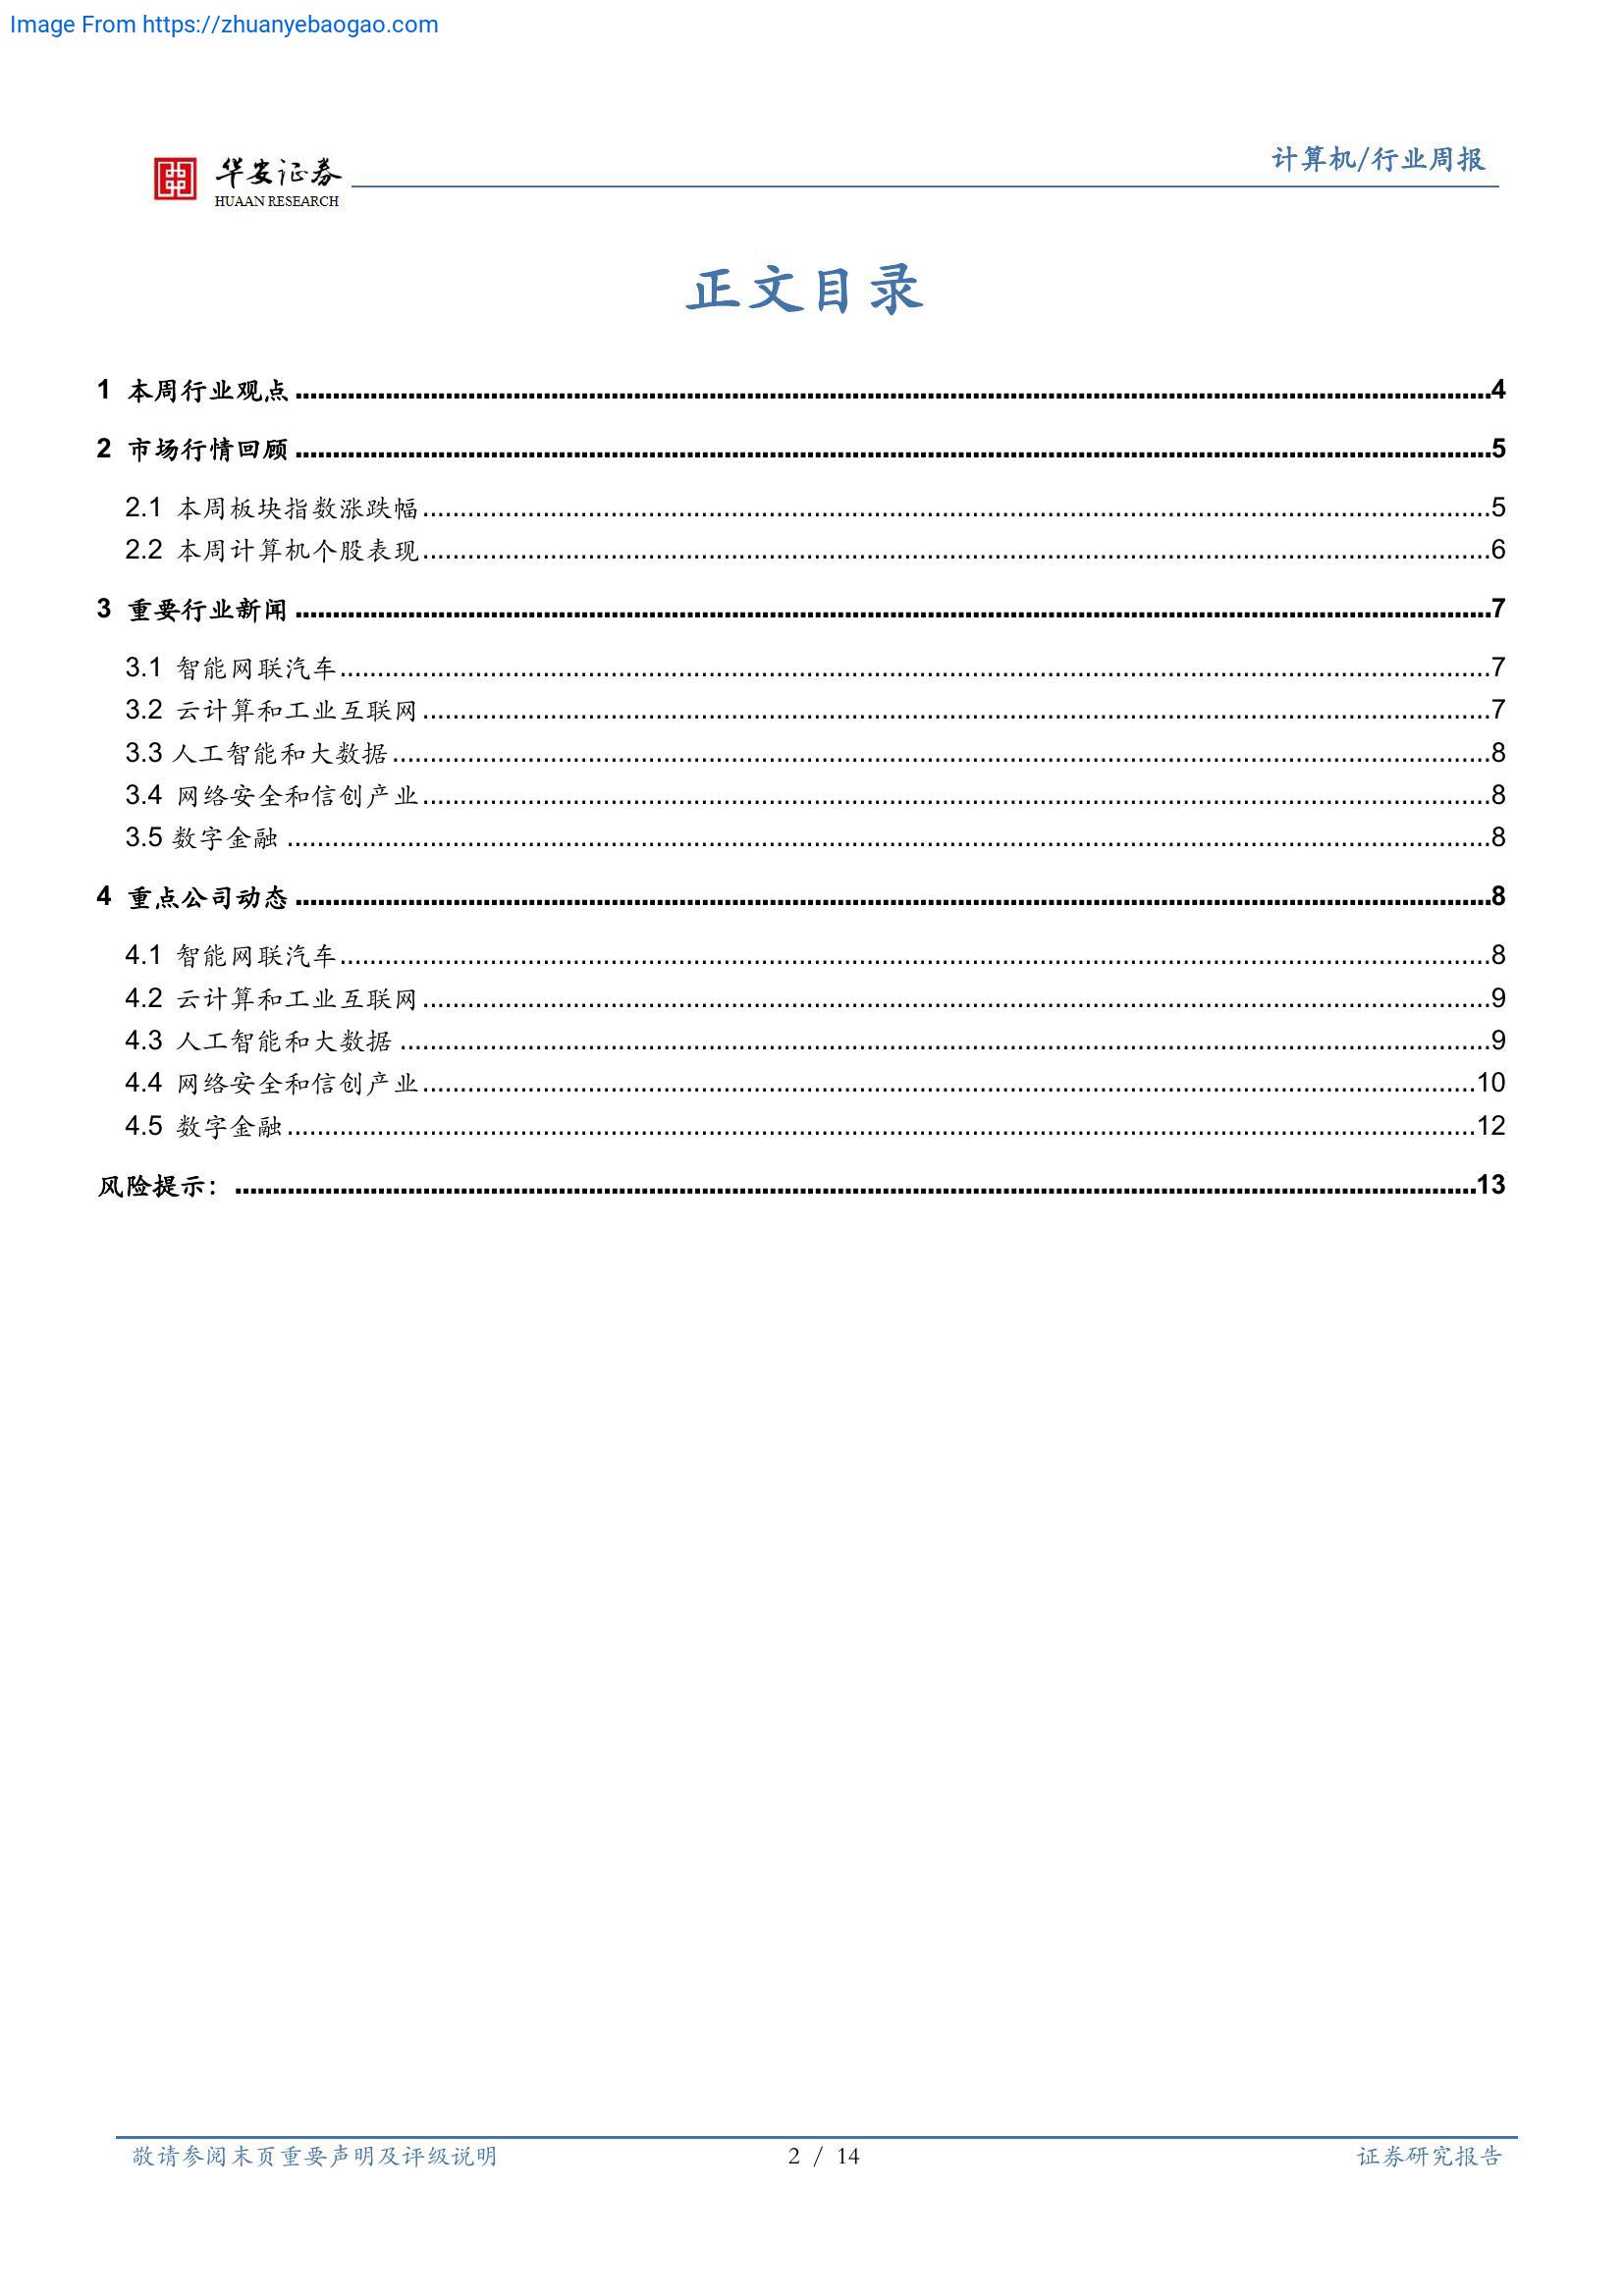 Image From https://zhuanyebaogao.com
华安证券
HUAAN RESEARCH
计算机/行业周报
正文目录
1 本周行业观点 4
2 市场行情回顾 5
2.1 本周板块指数涨跌幅 5
2.2 本周计算机个股表现 6
3 重要行业新闻 7
3.1 智能网联汽车 7
3.2 云计算和工业互联网 7
3.3 人工智能和大数据 8
3.4 网络安全和信创产业 8
3.5 数字金融 8
4 重点公司动态 8
4.1 智能网联汽车 8
4.2 云计算和工业互联网 9
4.3 人工智能和大数据 9
4.4 网络安全和信创产业 10
4.5 数字金融 12
风险提示： 13
敬请参阅末页重要声明及评级说明 2 / 14 证券研究报告